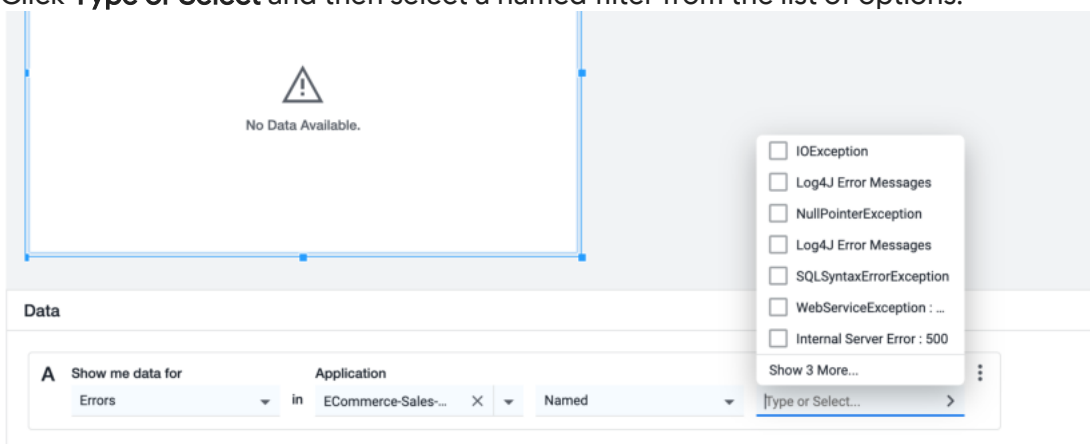 Click Type or Select and then select a named filter from the list of options.
No Data Available.
IOException
Log4J Error Messages
NullPointerException
Log4J Error Messages
SQLSyntaxErrorException
WebServiceException : ...
Internal Server Error : 500
Show 3 More...
Data
A Show me data for Application
Errors in ECommerce-Sales-... Named Type or Select...